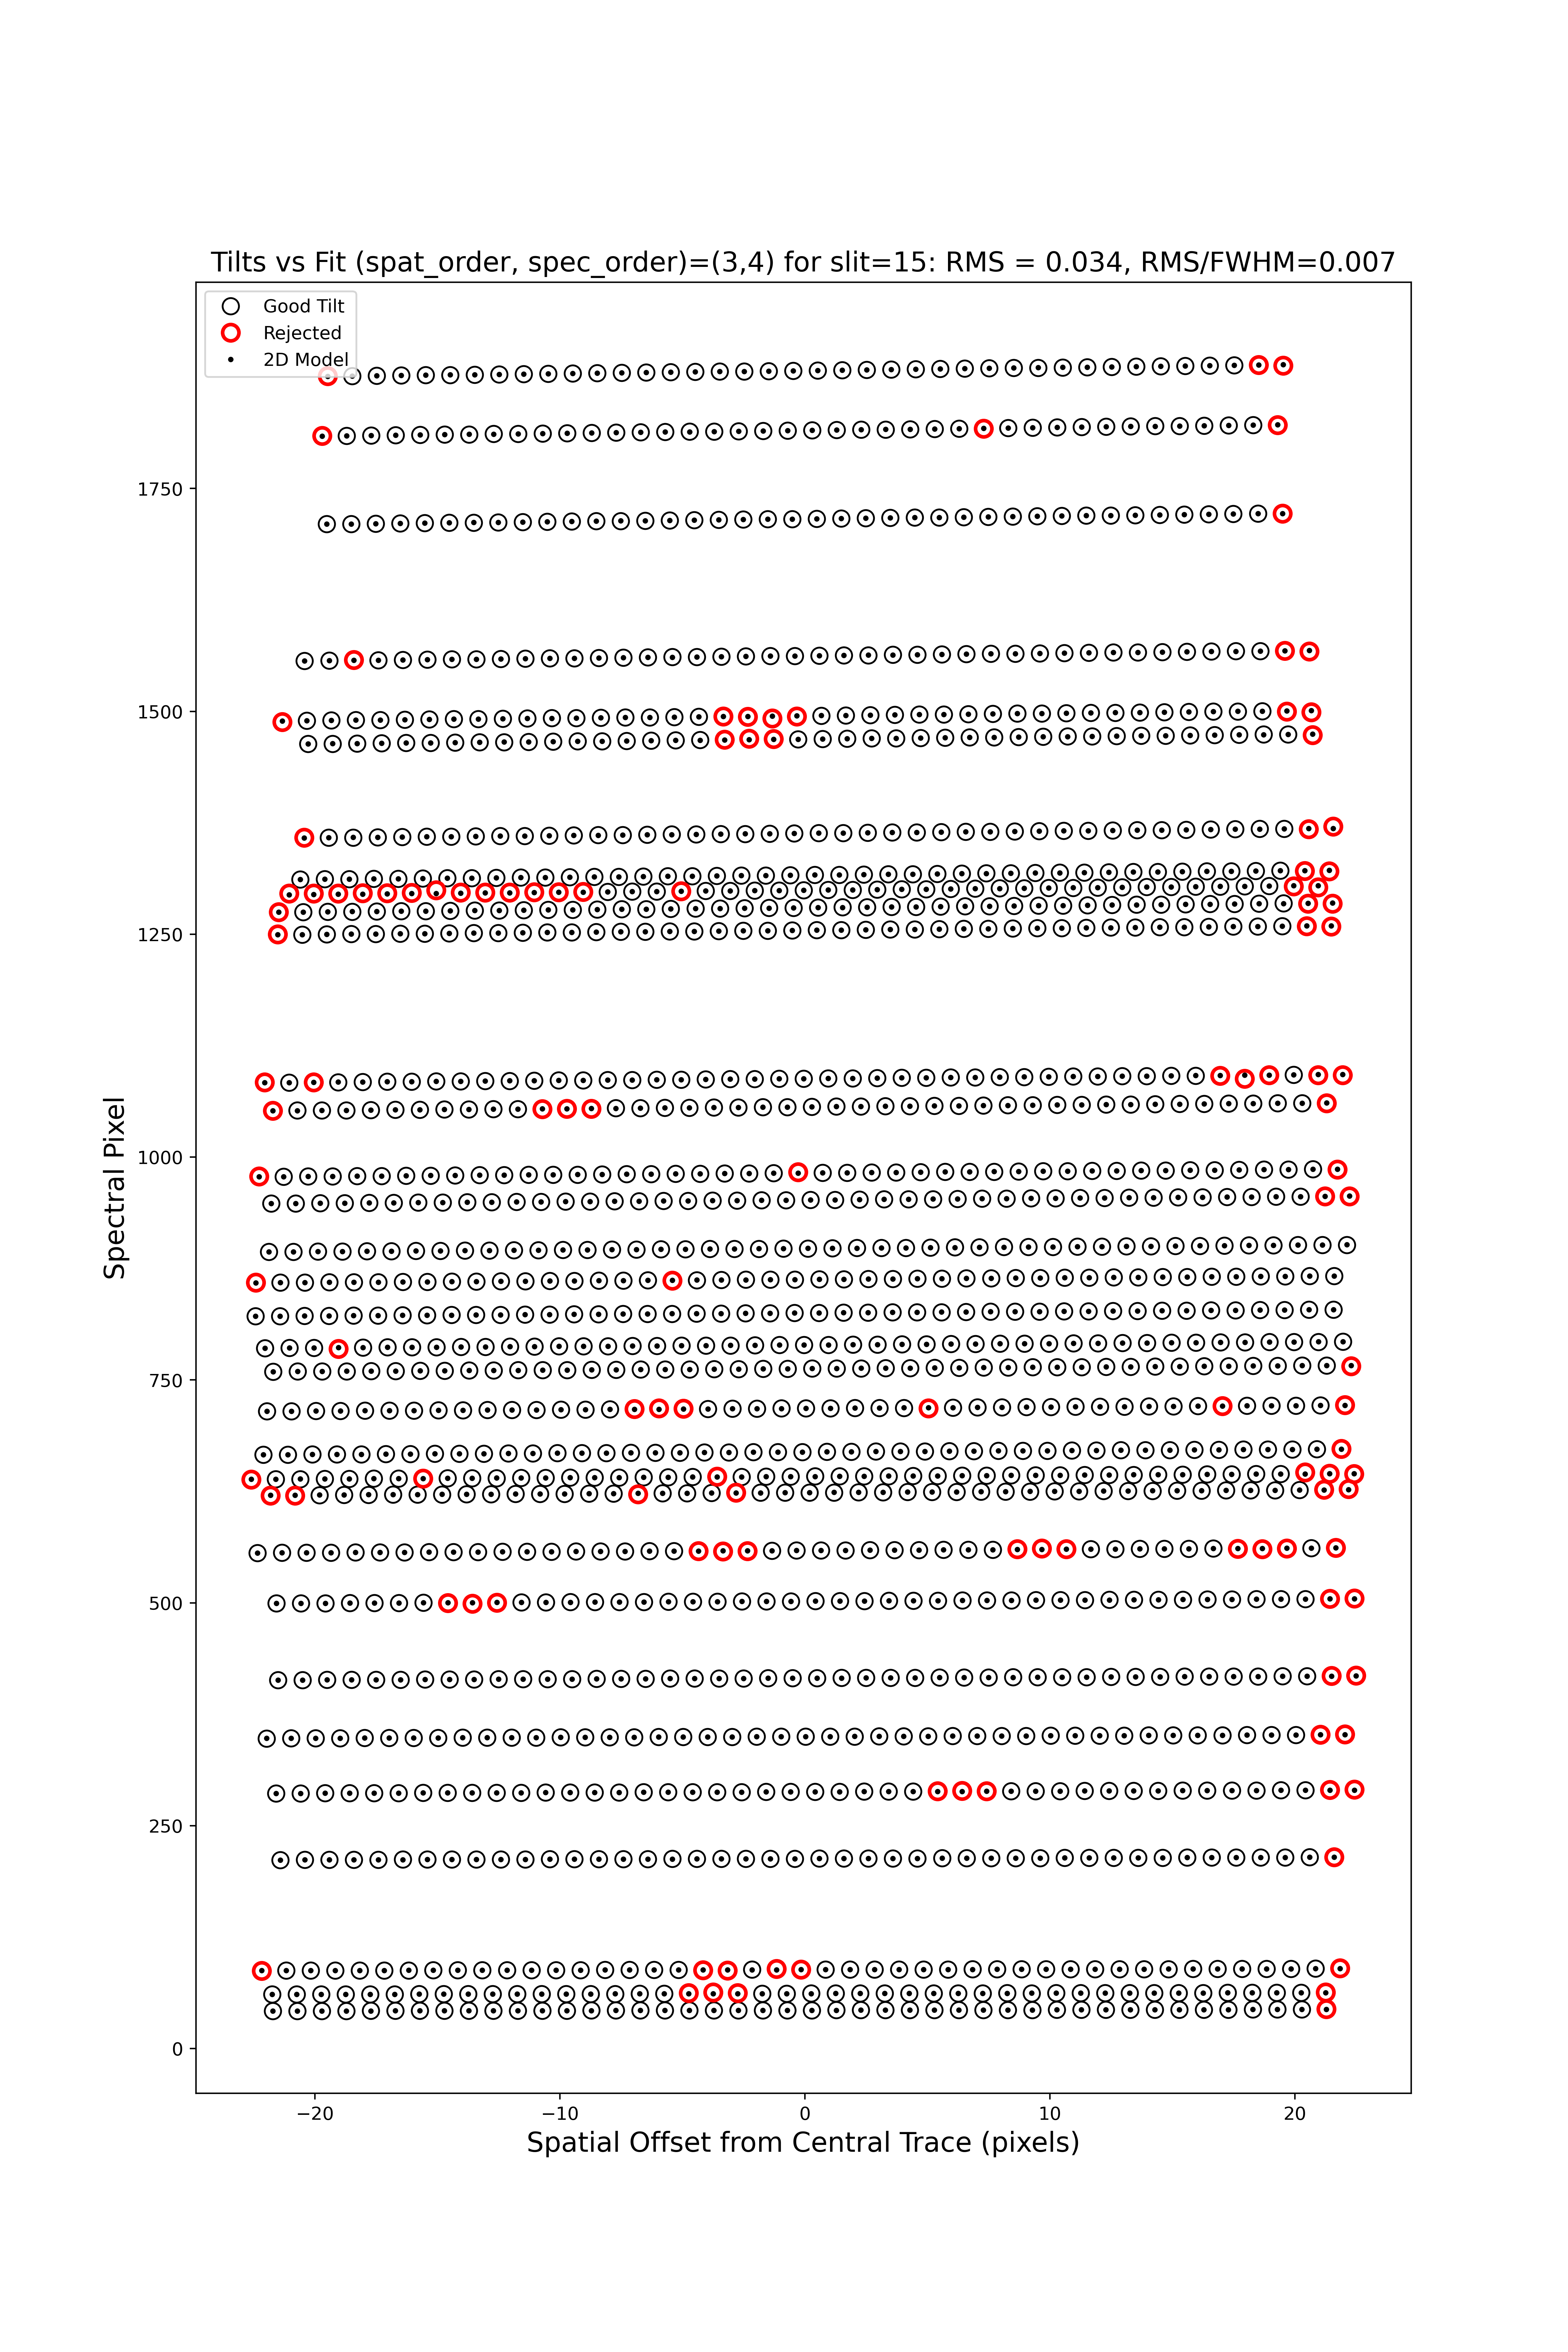 Tilts vs Fit (spat_order, spec_order)=(3,4) for slit=15: RMS = 0.034, RMS/FWHM=0.007
Good Tilt
Rejected
2D Model
1750
1500
1250
1000
750
500
250
0
Spectral Pixel
−20
−10
0
10
20
Spatial Offset from Central Trace (pixels)